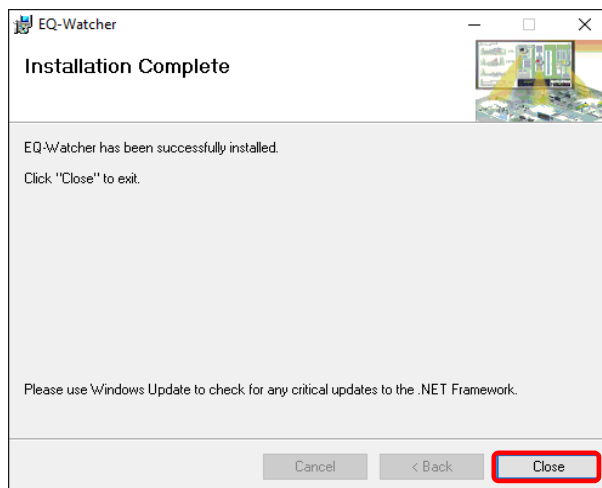 EQ-Watcher
Installation Complete
EQ-Watcher has been successfully installed.
Click "Close" to exit.
Please use Windows Update to check for any critical updates to the .NET Framework.
Cancel
< Back
Close